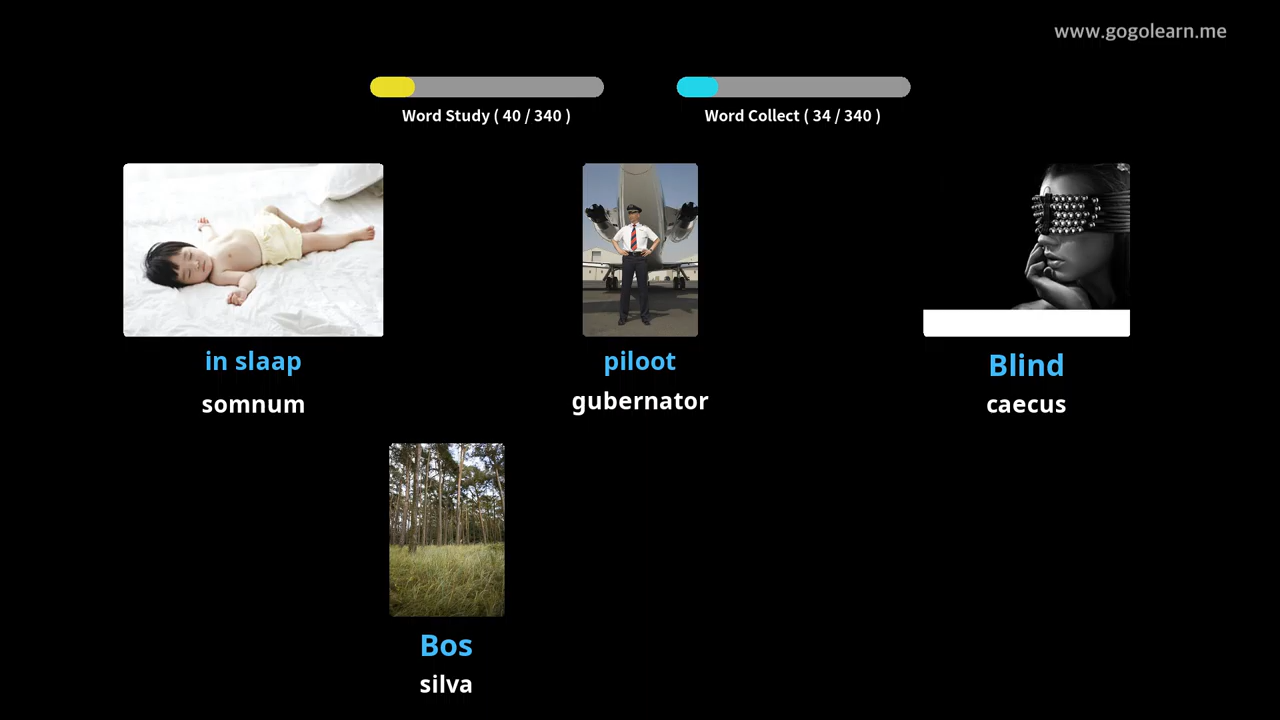 www.gogolearn.me
Word Study ( 40 / 340 )
Word Collect ( 34 / 340 )
in slaap
somnum
piloot
gubernator
Blind
caecus
Bos
silva